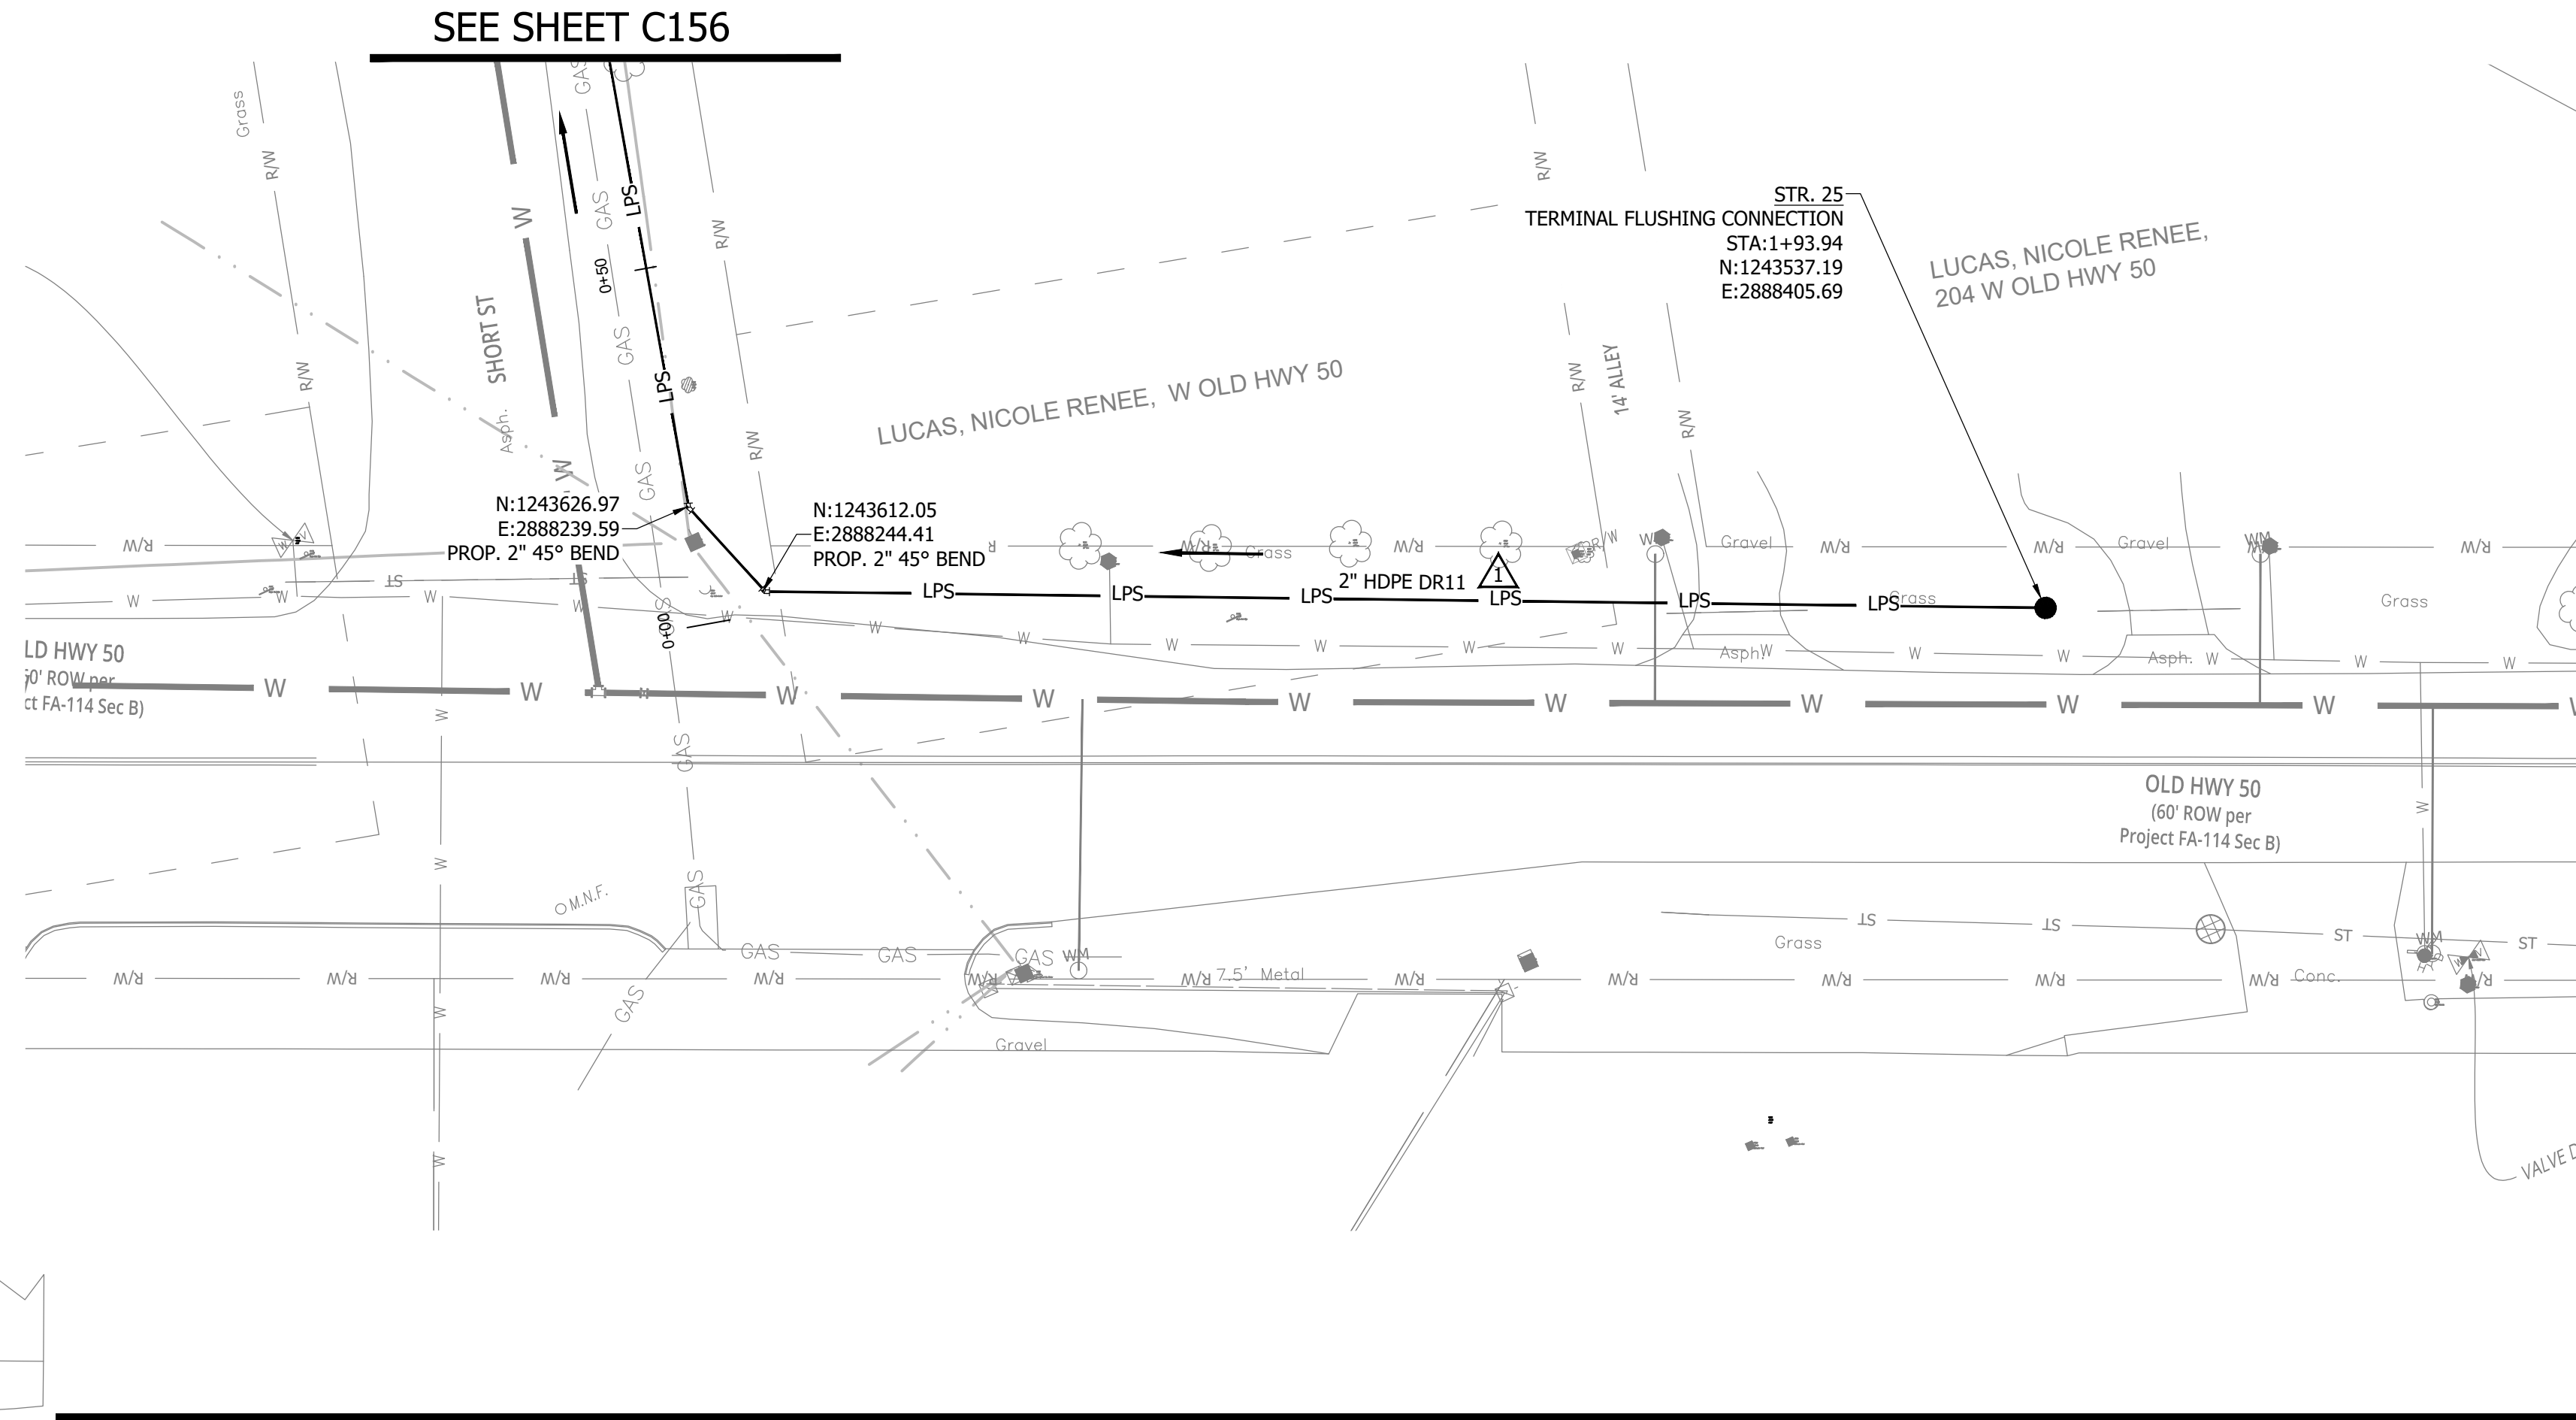 SEE SHEET C156
GAS
Grass
R/W
R/W
R/W
LPS
GAS
W
R/W
STR. 25
TERMINAL FLUSHING CONNECTION
STA:1+93.94
N:1243537.19
E:2888405.69
LUCAS, NICOLE RENEE,
204 W OLD HWY 50
0+50
SHORT ST
GAS
R/W
LPS
LUCAS, NICOLE RENEE,  W OLD HWY 50
R/W
14' ALLEY
R/W
Asph.
R/W
W
GAS
N:1243626.97
E:2888239.59
PROP. 2" 45° BEND
N:1243612.05
E:2888244.41
PROP. 2" 45° BEND
R/W
R/W
Grass
R/W
R/W
Gravel
R/W
R/W
Gravel
WM
R/W
2" HDPE DR11
1
ST
ST
W
W
W
W
W
LPS
LPS
LPS
LPS
LPS
LPS
Grass
Grass
0+00
W
W
W
W
W
W
Asph.
W
W
W
Asph.
W
W
W
LD HWY 50
0' ROW per
ct FA-114 Sec B)
W
W
W
W
W
W
W
W
W
W
GAS
W
OLD HWY 50
(60' ROW per
Project FA-114 Sec B)
W
W
GAS
M.N.F.
ST
ST
ST
ST
GAS
GAS
GAS
WM
Grass
WM
HYD
R/W
R/W
R/W
R/W
R/W
R/W
7.5' Metal
R/W
R/W
R/W
R/W
R/W
Conc.
R/W
GAS
W
Gravel
W
VALVE D